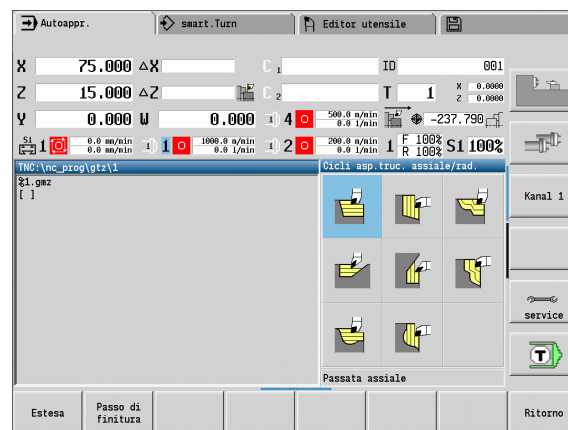 Autoappr. smart.Turn Editor utensile
X 75.000 △X C 1 ID 001
Z 15.000 △Z C 2 T 1 X 0.0000
Z 0.0000
Y 0.000 W 0.000 4 500.0 m/min
0.0 1/min -237.790
S1 1 0.0 mm/min
0.0 mm/min 1 1000.0 m/min
0.0 1/min 2 200.0 m/min
0.0 1/min 1 F 100%
R 100% S1 100%
TNC:\nc_prog\gtz\1 Cicli asp.truc. assiale/rad.
%1.gmz
[ ]
Kanal 1
service
T
Passata assiale
Estesa Passo di
finitura Ritorno